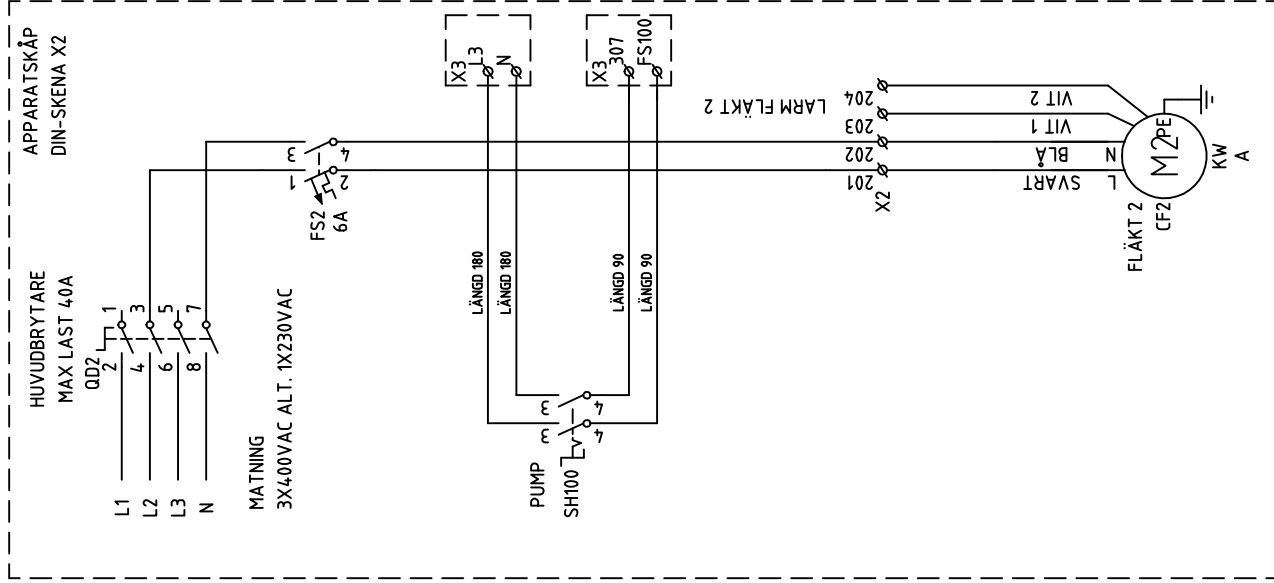 APPARATSKÅP
DIN-SKENA X2
HUVUDBRYTARE
MAX LAST 40A
QD2
2 1
4 3
6 5
8 7
L1
L2
L3
N
MATNING
3X400VAC ALT. 1X230VAC
FS2
6A
1 2
3 4
X3
L3
N
X3
307
FS100
LÄNGD 180
LÄNGD 180
LÄNGD 90
LÄNGD 90
PUMP
SH100
3 4
3 4
LARM FLÄKT 2
X2
201
202
203
204
SVART
BLÅ
VIT 1
VIT 2
L
N
PE
M2
FLÄKT 2
CF2
KW
A